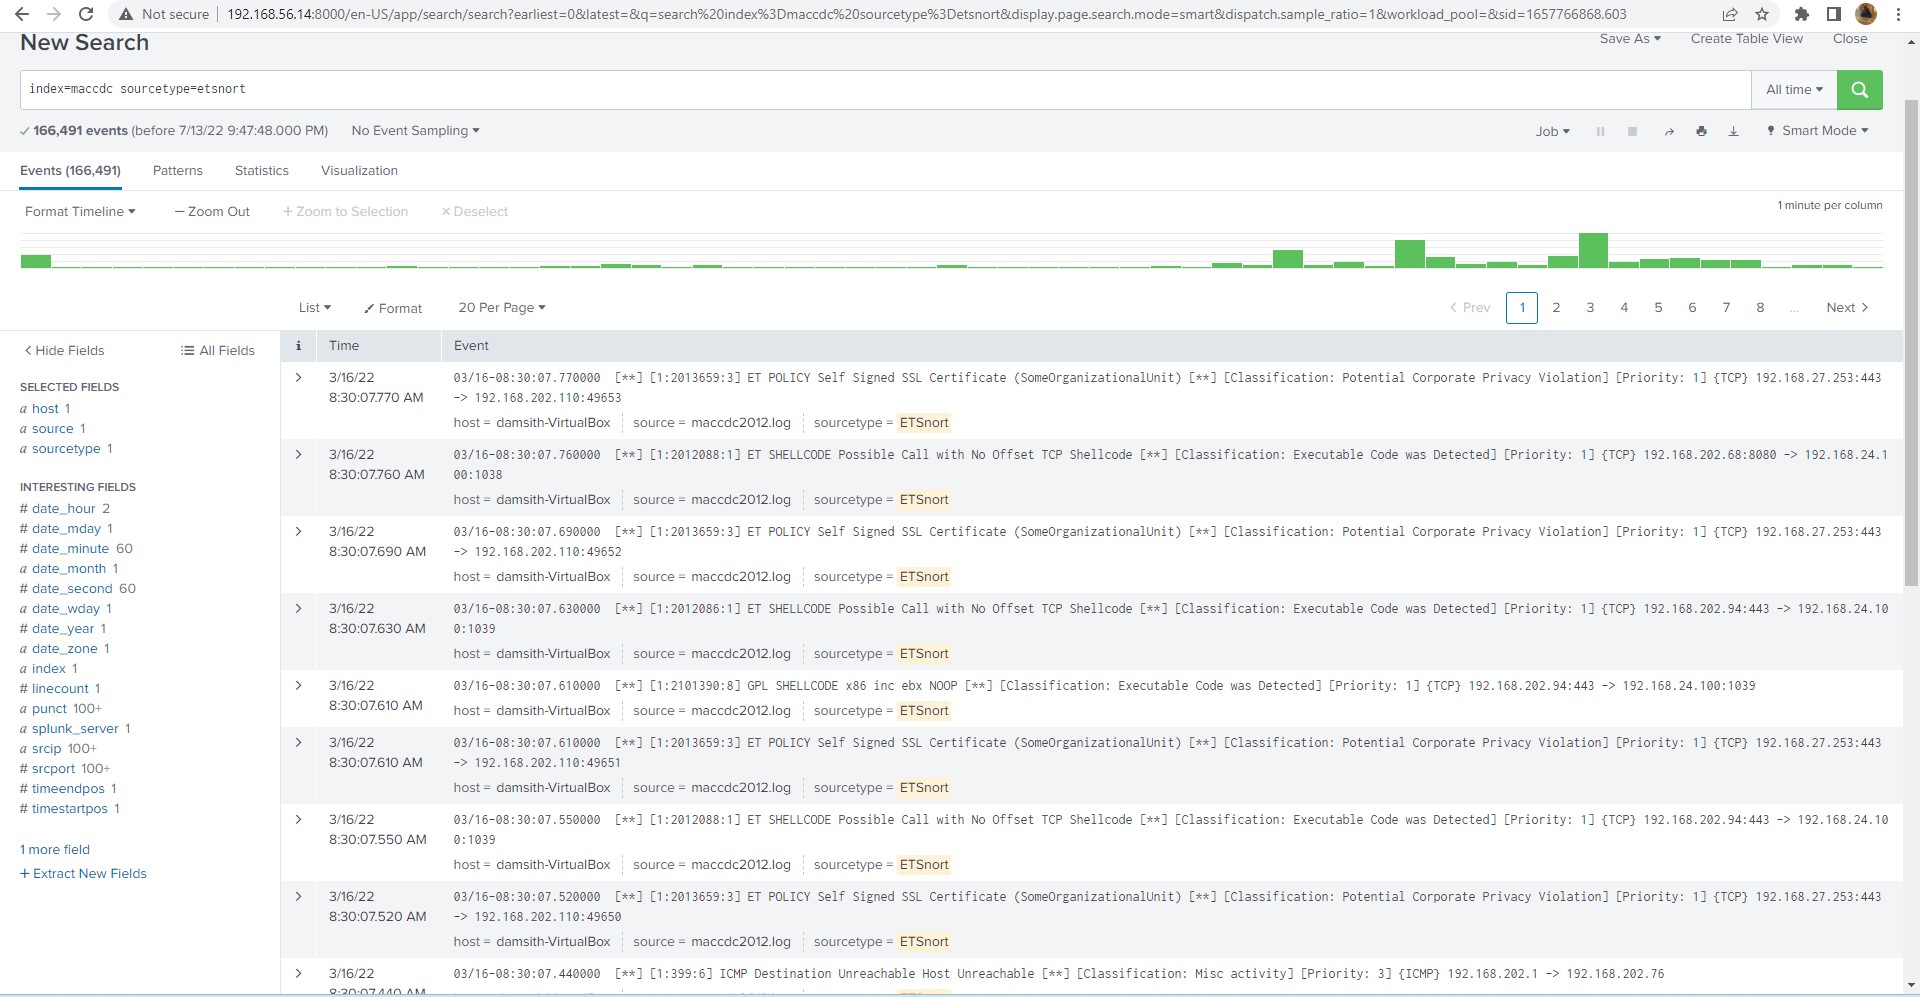 Not secure
192.168.56.14:8000/en-US/app/search/search?earliest=0&latest=&q=search%20index%3Dmaccdc%20sourcetype%3Detsnort&display.page.search.mode=smart&dispatch.sample_ratio=1&workload_pool=&sid=1657766868.603
New Search
Save As
Create Table View
Close
index=maccdc sourcetype=etsnort
All time
166,491 events (before 7/13/22 9:47:48.000 PM)
No Event Sampling
Job
Smart Mode
Events (166,491)
Patterns
Statistics
Visualization
Format Timeline
— Zoom Out
+ Zoom to Selection
× Deselect
1 minute per column
List
Format
20 Per Page
< Prev
1
2
3
4
5
6
7
8
...
Next >
< Hide Fields
All Fields
SELECTED FIELDS
a host 1
a source 1
a sourcetype 1
INTERESTING FIELDS
# date_hour 2
# date_mday 1
# date_minute 60
a date_month 1
# date_second 60
a date_wday 1
# date_year 1
a date_zone 1
a index 1
# linecount 1
a punct 100+
a splunk_server 1
a srcip 100+
# srcport 100+
# timeendpos 1
# timestartpos 1
1 more field
+ Extract New Fields
i
Time
Event
3/16/22
8:30:07.770 AM
03/16-08:30:07.770000 [**] [1:2013659:3] ET POLICY Self Signed SSL Certificate (SomeOrganizationalUnit) [**] [Classification: Potential Corporate Privacy Violation] [Priority: 1] {TCP} 192.168.27.253:443
-> 192.168.202.110:49653
host = damsith-VirtualBox source = maccdc2012.log sourcetype = ETSnort
3/16/22
8:30:07.760 AM
03/16-08:30:07.760000 [**] [1:2012088:1] ET SHELLCODE Possible Call with No Offset TCP Shellcode [**] [Classification: Executable Code was Detected] [Priority: 1] {TCP} 192.168.202.68:8080 -> 192.168.24.1
00:1038
host = damsith-VirtualBox source = maccdc2012.log sourcetype = ETSnort
3/16/22
8:30:07.690 AM
03/16-08:30:07.690000 [**] [1:2013659:3] ET POLICY Self Signed SSL Certificate (SomeOrganizationalUnit) [**] [Classification: Potential Corporate Privacy Violation] [Priority: 1] {TCP} 192.168.27.253:443
-> 192.168.202.110:49652
host = damsith-VirtualBox source = maccdc2012.log sourcetype = ETSnort
3/16/22
8:30:07.630 AM
03/16-08:30:07.630000 [**] [1:2012086:1] ET SHELLCODE Possible Call with No Offset TCP Shellcode [**] [Classification: Executable Code was Detected] [Priority: 1] {TCP} 192.168.202.94:443 -> 192.168.24.10
0:1039
host = damsith-VirtualBox source = maccdc2012.log sourcetype = ETSnort
3/16/22
8:30:07.610 AM
03/16-08:30:07.610000 [**] [1:2101390:8] GPL SHELLCODE x86 inc ebx NOOP [**] [Classification: Executable Code was Detected] [Priority: 1] {TCP} 192.168.202.94:443 -> 192.168.24.100:1039
host = damsith-VirtualBox source = maccdc2012.log sourcetype = ETSnort
3/16/22
8:30:07.610 AM
03/16-08:30:07.610000 [**] [1:2013659:3] ET POLICY Self Signed SSL Certificate (SomeOrganizationalUnit) [**] [Classification: Potential Corporate Privacy Violation] [Priority: 1] {TCP} 192.168.27.253:443
-> 192.168.202.110:49651
host = damsith-VirtualBox source = maccdc2012.log sourcetype = ETSnort
3/16/22
8:30:07.550 AM
03/16-08:30:07.550000 [**] [1:2012088:1] ET SHELLCODE Possible Call with No Offset TCP Shellcode [**] [Classification: Executable Code was Detected] [Priority: 1] {TCP} 192.168.202.94:443 -> 192.168.24.10
0:1039
host = damsith-VirtualBox source = maccdc2012.log sourcetype = ETSnort
3/16/22
8:30:07.520 AM
03/16-08:30:07.520000 [**] [1:2013659:3] ET POLICY Self Signed SSL Certificate (SomeOrganizationalUnit) [**] [Classification: Potential Corporate Privacy Violation] [Priority: 1] {TCP} 192.168.27.253:443
-> 192.168.202.110:49650
host = damsith-VirtualBox source = maccdc2012.log sourcetype = ETSnort
3/16/22
8:30:07.440 AM
03/16-08:30:07.440000 [**] [1:399:6] ICMP Destination Unreachable Host Unreachable [**] [Classification: Misc activity] [Priority: 3] {ICMP} 192.168.202.1 -> 192.168.202.76